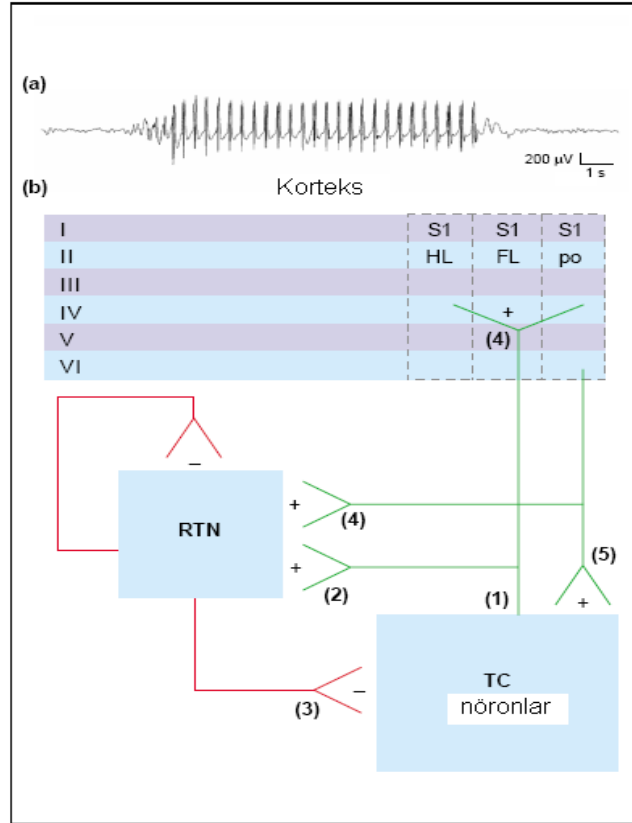 (a)
200 µV
1 s
(b)
Korteks
I S1 S1 S1
II HL FL po
III
IV +
V (4)
VI
–
RTN + (4) (5)
+ (2) (1) +
TC
(3) – nöronlar